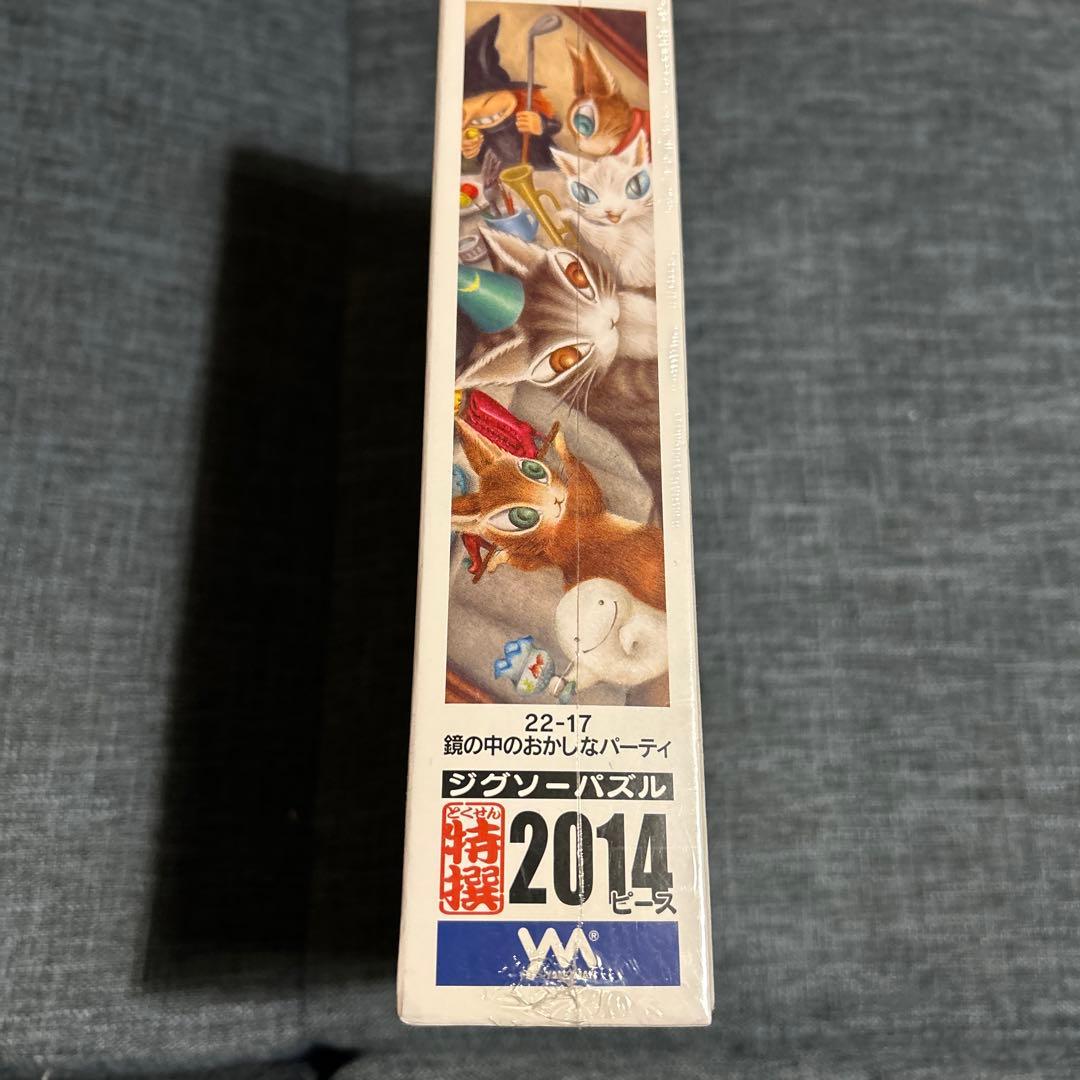 22-17
鏡の中のおかしなパーティ
ジグソーパズル
とくせん
特撰
2014
ピース
YM®